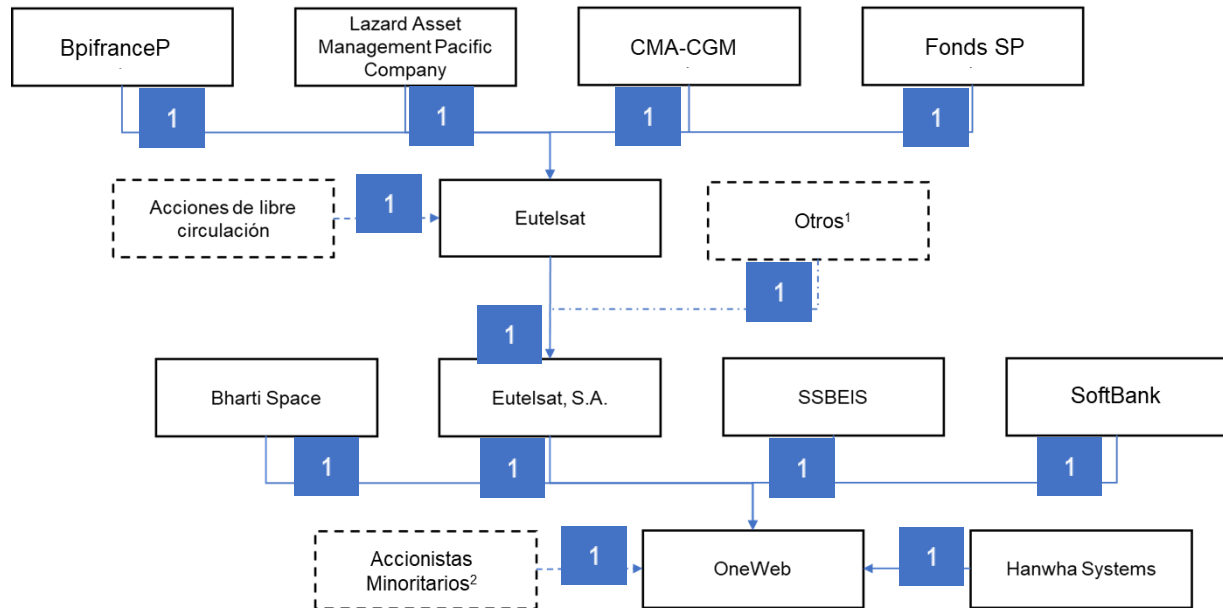 BpifranceP
Lazard Asset
Management Pacific
Company
CMA-CGM
Fonds SP
1
1
1
1
Acciones de libre
circulación
1
Eutelsat
Otros¹
1
1
Bharti Space
Eutelsat, S.A.
SSBEIS
SoftBank
1
1
1
1
Accionistas
Minoritarios²
1
OneWeb
1
Hanwha Systems